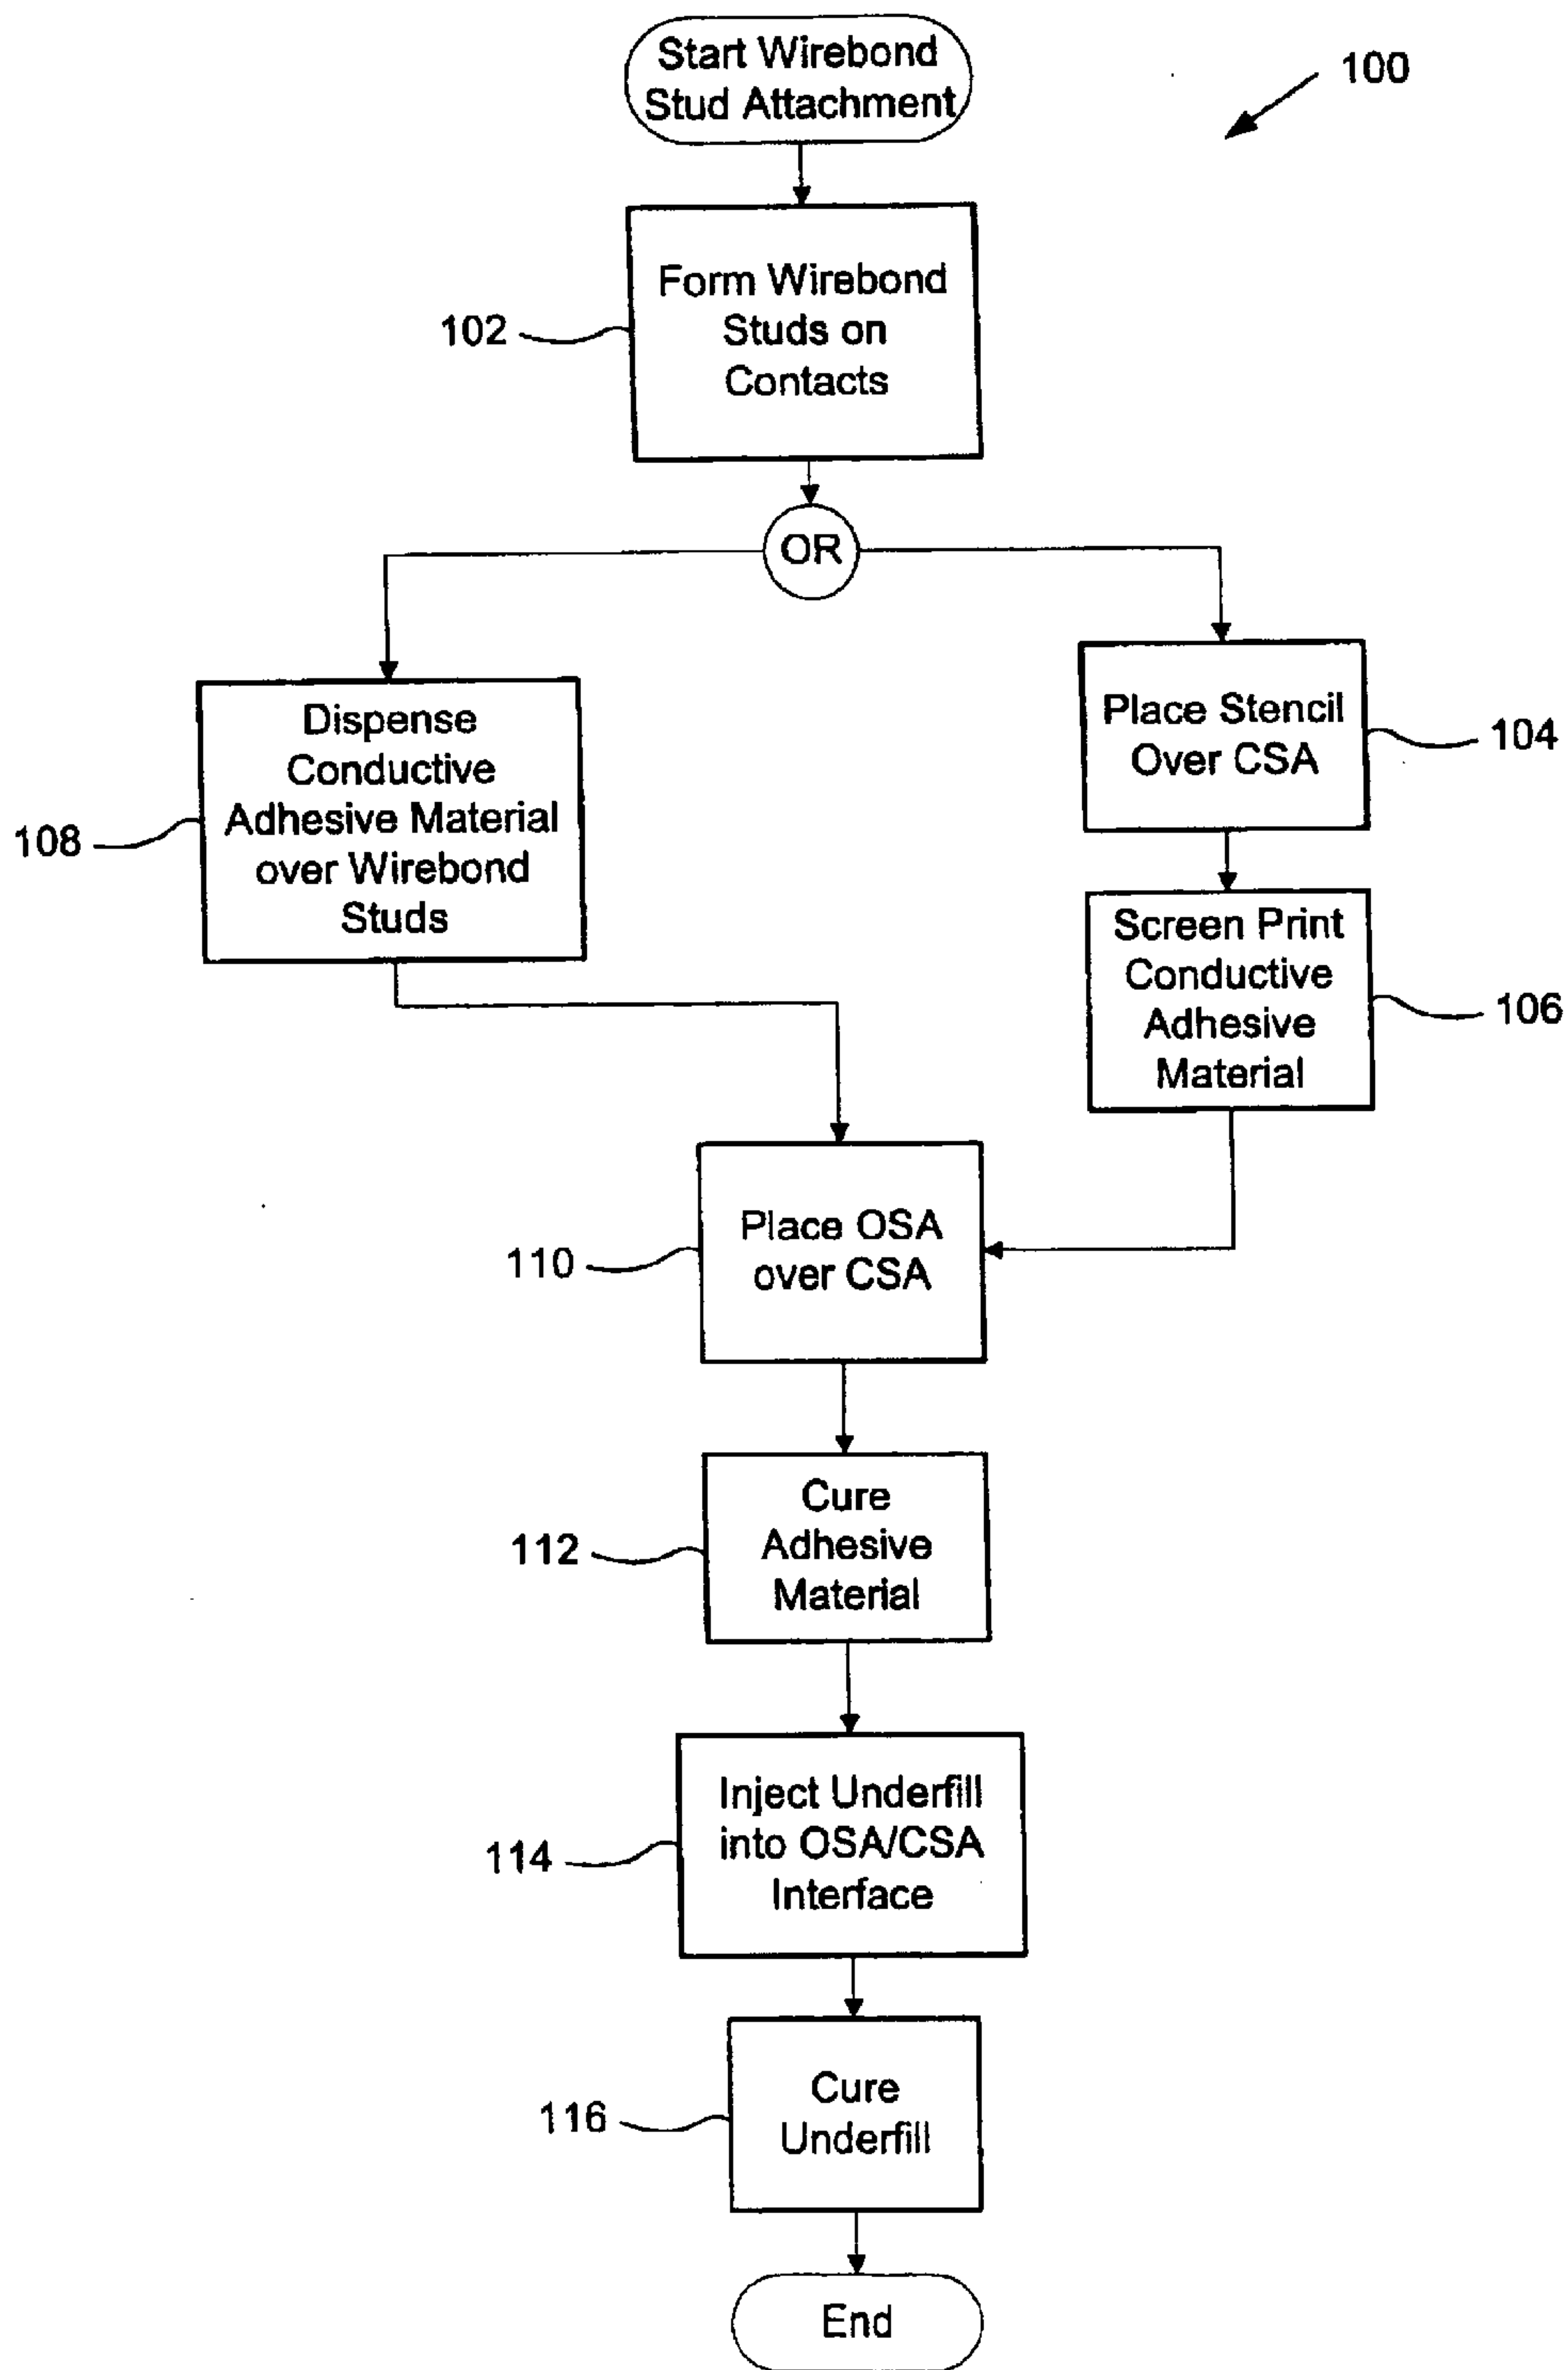 Start Wirebond
Stud Attachment
100
Form Wirebond
Studs on
Contacts
102
OR
Place Stencil
Over CSA
104
Dispense
Conductive
Adhesive Material
over Wirebond
Studs
108
Screen Print
Conductive
Adhesive
Material
106
Place OSA
over CSA
110
Cure
Adhesive
Material
112
Inject Underfill
into OSA/CSA
Interface
114
Cure
Underfill
116
End